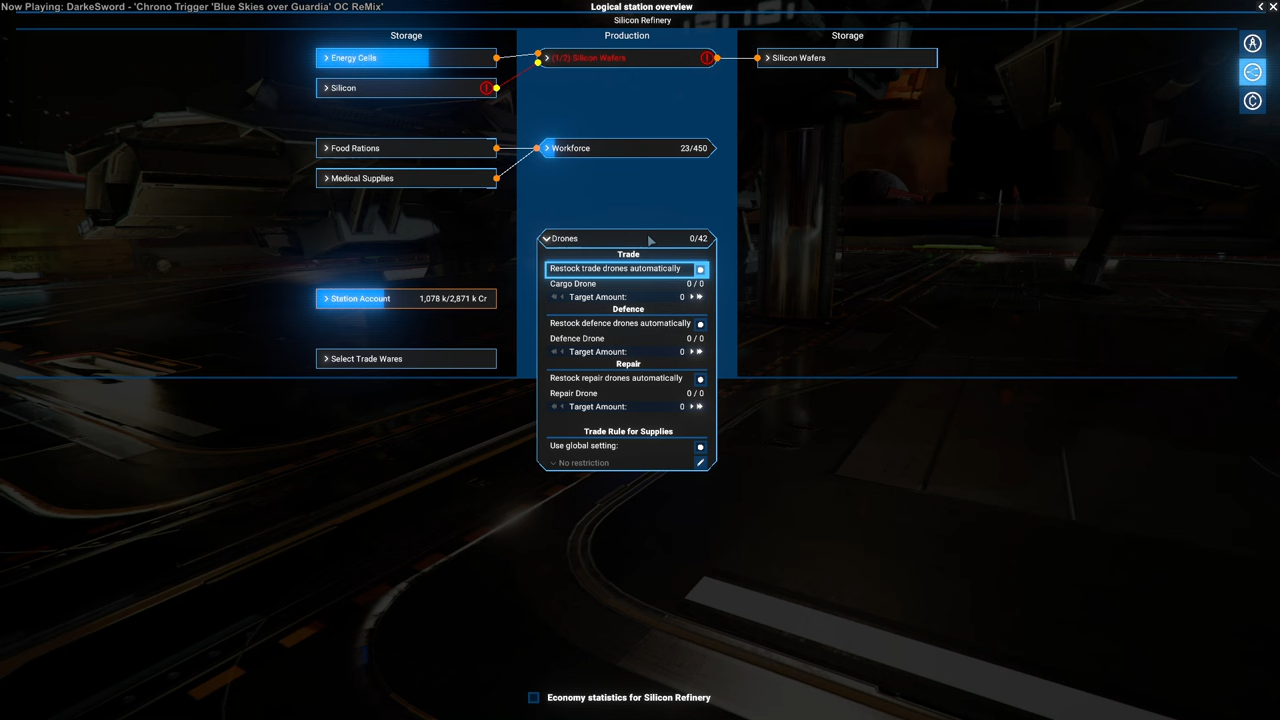 Now Playing: DarkeSword - 'Chrono Trigger 'Blue Skies over Guardia' OC ReMix'
Logical station overview
Silicon Refinery
Storage
Production
Storage
Energy Cells
(1/2) Silicon Wafers
Silicon Wafers
Silicon
Food Rations
Workforce 23/450
Medical Supplies
Drones 0/42
Trade
Restock trade drones automatically
Cargo Drone 0 / 0
Target Amount: 0
Station Account 1,078 k/2,871 k Cr
Defence
Restock defence drones automatically
Defence Drone 0 / 0
Target Amount: 0
Select Trade Wares
Repair
Restock repair drones automatically
Repair Drone 0 / 0
Target Amount: 0
Trade Rule for Supplies
Use global setting:
No restriction
Economy statistics for Silicon Refinery
A
C